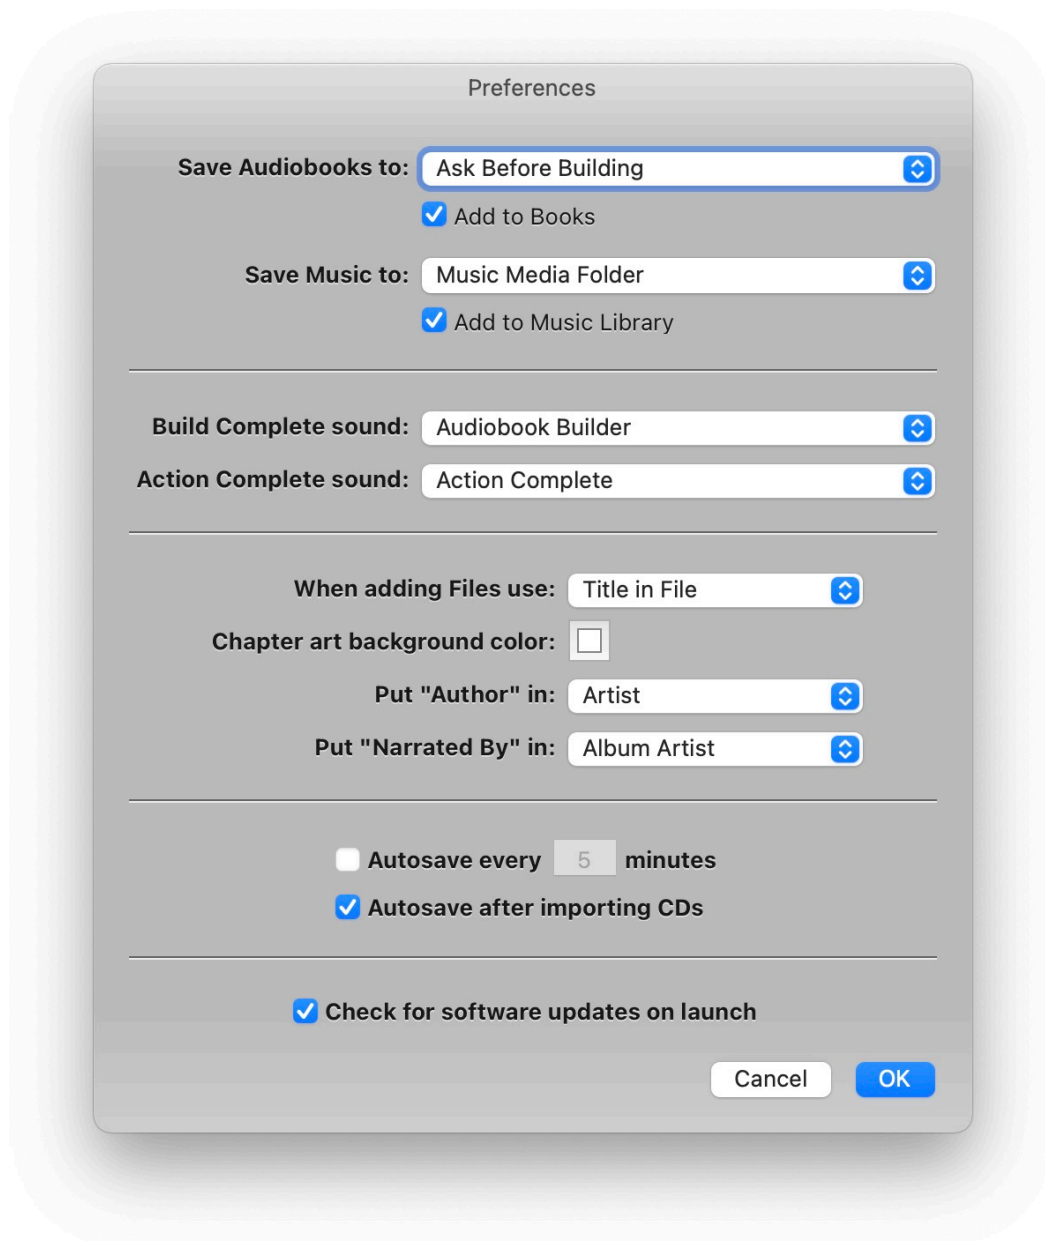 Preferences
Save Audiobooks to: Ask Before Building
Add to Books
Save Music to: Music Media Folder
Add to Music Library
Build Complete sound: Audiobook Builder
Action Complete sound: Action Complete
When adding Files use: Title in File
Chapter art background color:
Put "Author" in: Artist
Put "Narrated By" in: Album Artist
Autosave every 5 minutes
Autosave after importing CDs
Check for software updates on launch
Cancel OK